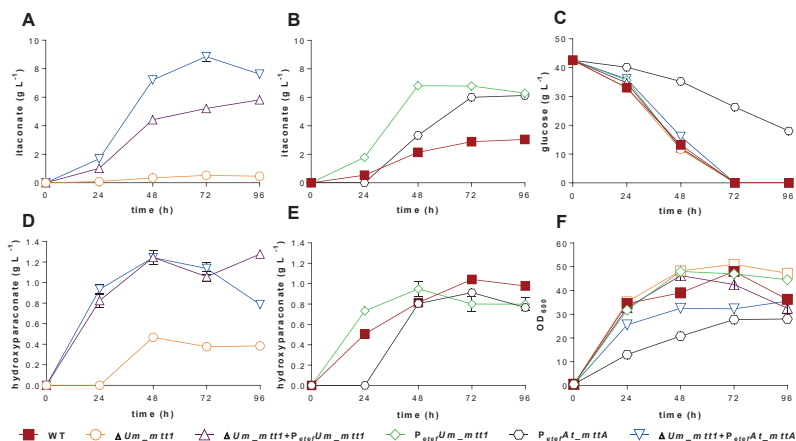 A
B
C
itaconate (g L⁻¹)
10
8
6
4
2
0
0 24 48 72 96
time (h)
itaconate (g L⁻¹)
10
8
6
4
2
0
0 24 48 72 96
time (h)
glucose (g L⁻¹)
50
40
30
20
10
0
0 24 48 72 96
time (h)
D
E
F
hydroxyparaconate (g L⁻¹)
1.4
1.2
1.0
0.8
0.6
0.4
0.2
0.0
0 24 48 72 96
time (h)
hydroxyparaconate (g L⁻¹)
1.4
1.2
1.0
0.8
0.6
0.4
0.2
0.0
0 24 48 72 96
time (h)
OD₆₀₀
60
50
40
30
20
10
0
0 24 48 72 96
time (h)
WT ΔUm_mtt1 ΔUm_mtt1+PetefUm_mtt1 PetefUm_mtt1 PetefAt_mttA ΔUm_mtt1+PetefAt_mttA